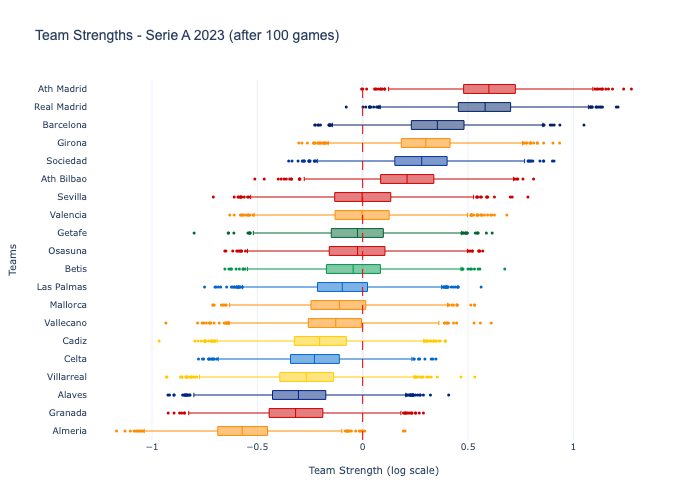 Team Strengths - Serie A 2023 (after 100 games)
Ath Madrid
Real Madrid
Barcelona
Girona
Sociedad
Ath Bilbao
Sevilla
Valencia
Getafe
Osasuna
Betis
Las Palmas
Mallorca
Vallecano
Cadiz
Celta
Villarreal
Alaves
Granada
Almeria
Teams
−1 −0.5 0 0.5 1
Team Strength (log scale)